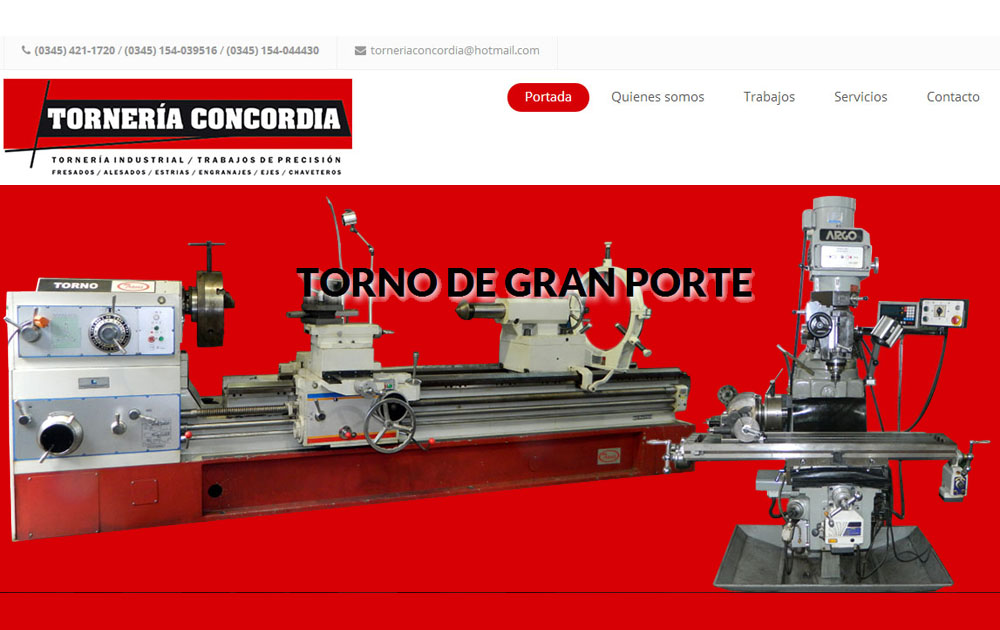 (0345) 421-1720 / (0345) 154-039516 / (0345) 154-044430
torneriaconcordia@hotmail.com
TORNERÍA CONCORDIA
TORNERÍA INDUSTRIAL / TRABAJOS DE PRECISIÓN
FRESADOS / ALESADOS / ESTRIAS / ENGRANAJES / EJES / CHAVETEROS
Portada
Quienes somos
Trabajos
Servicios
Contacto
TORNO DE GRAN PORTE
TORNO
ARGO